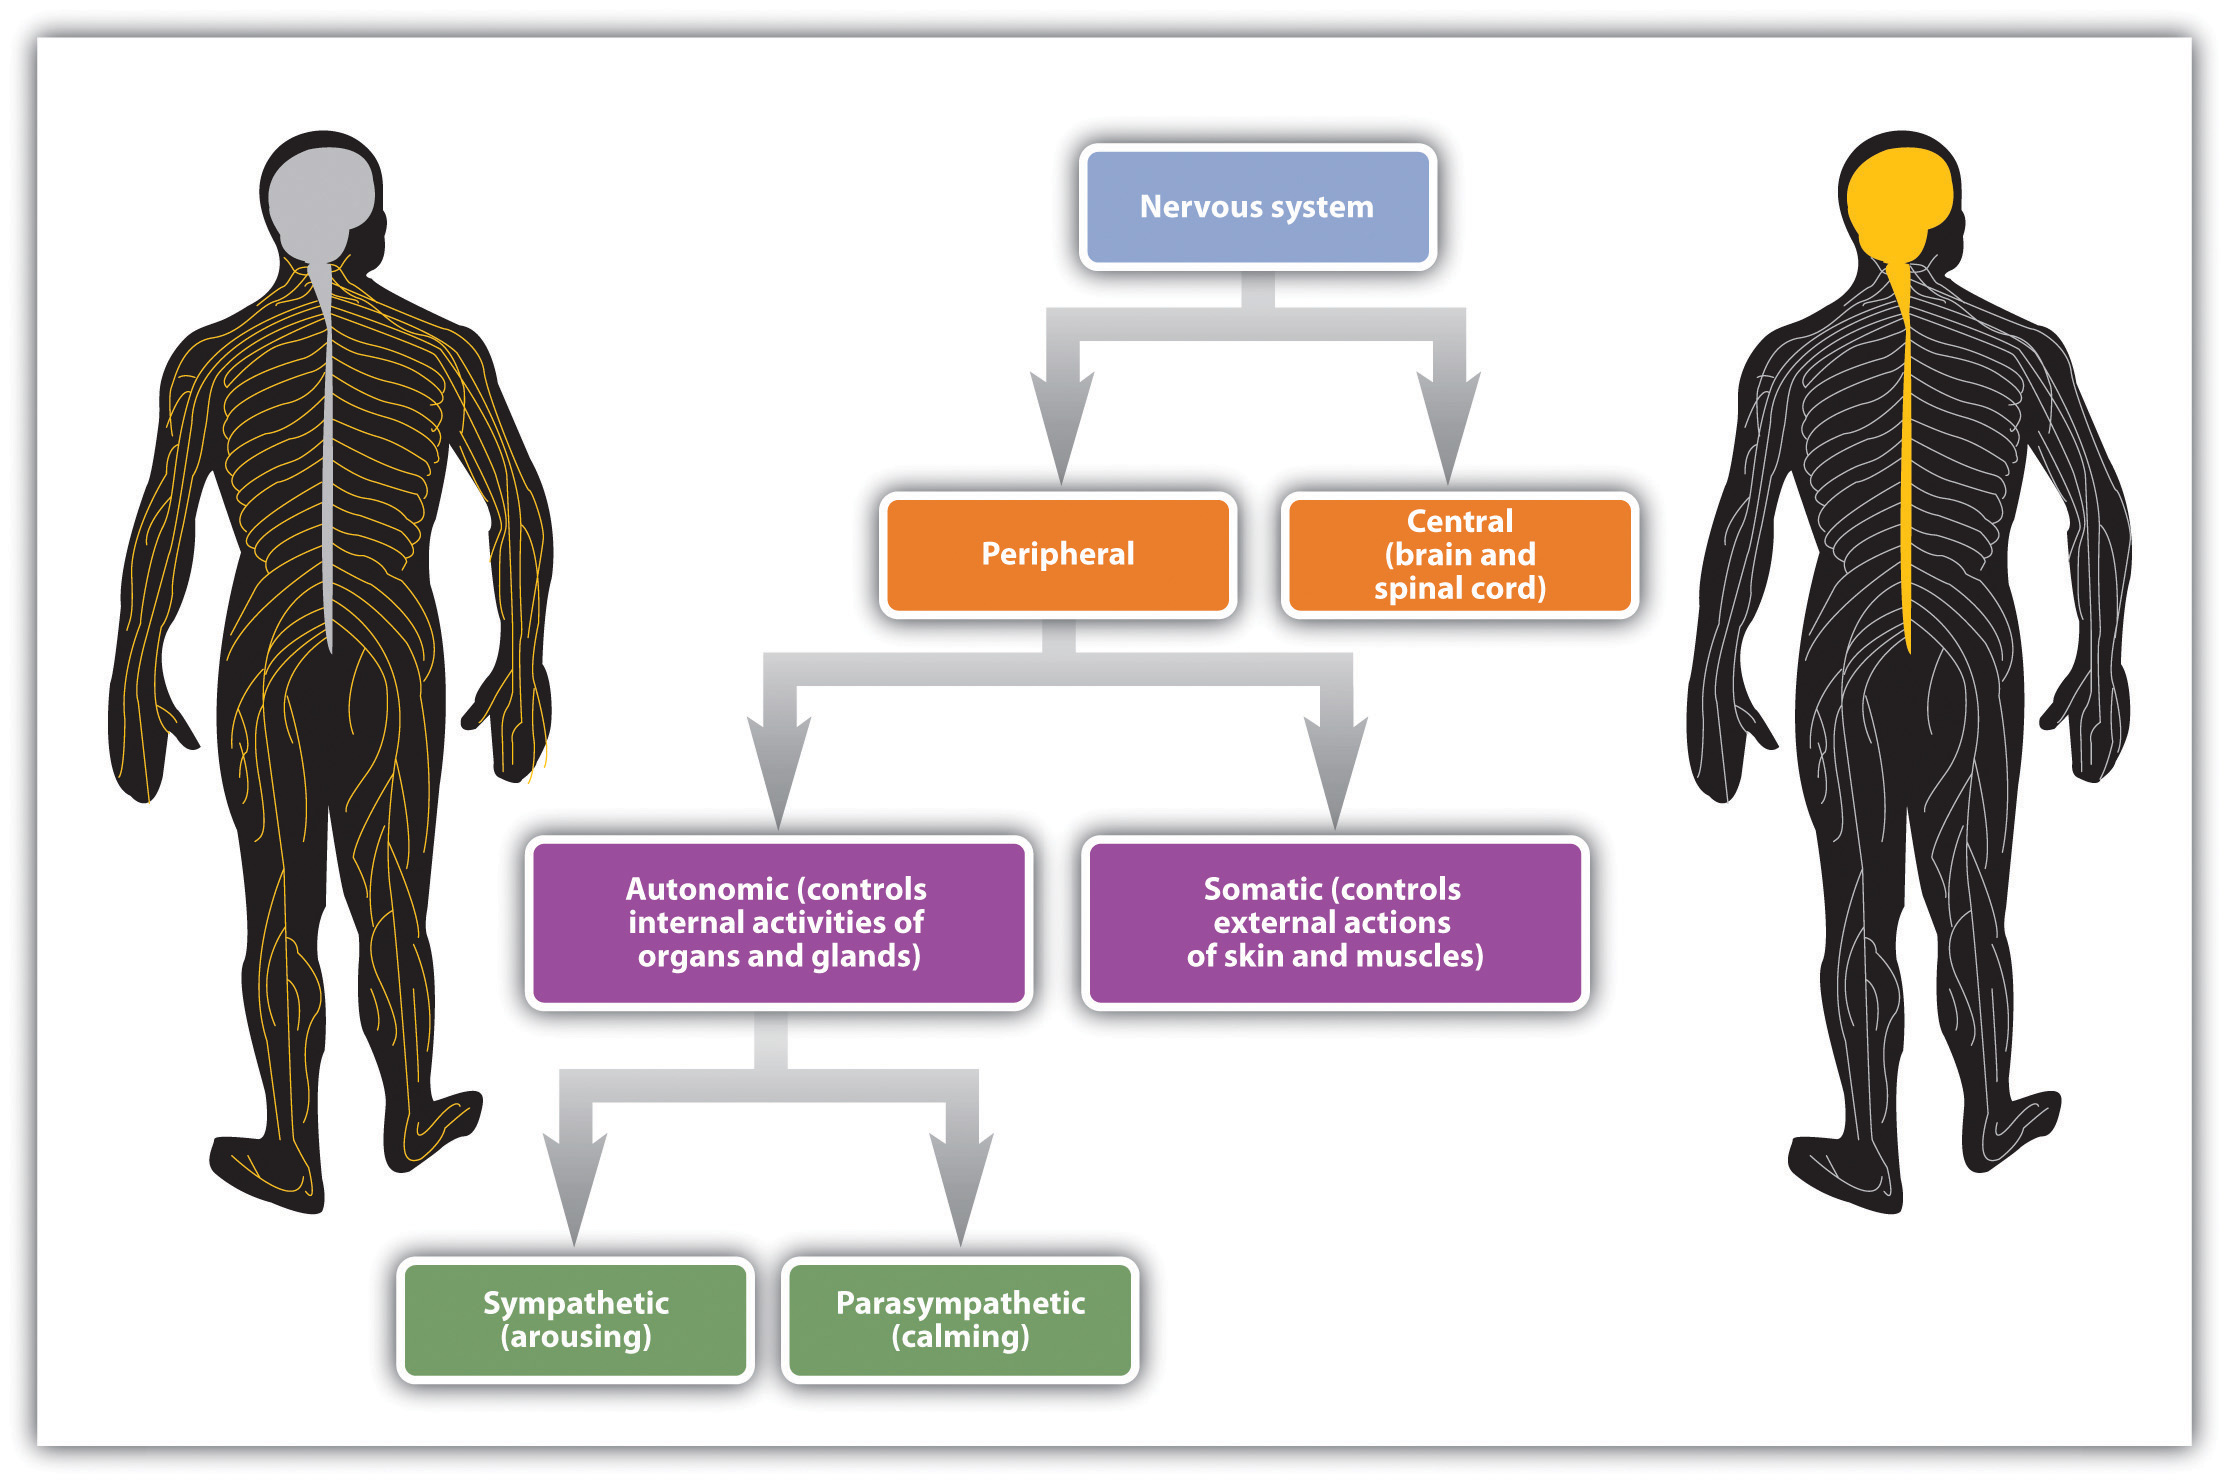 Nervous system
Peripheral
Central
(brain and
spinal cord)
Autonomic (controls
internal activities of
organs and glands)
Somatic (controls
external actions
of skin and muscles)
Sympathetic
(arousing)
Parasympathetic
(calming)